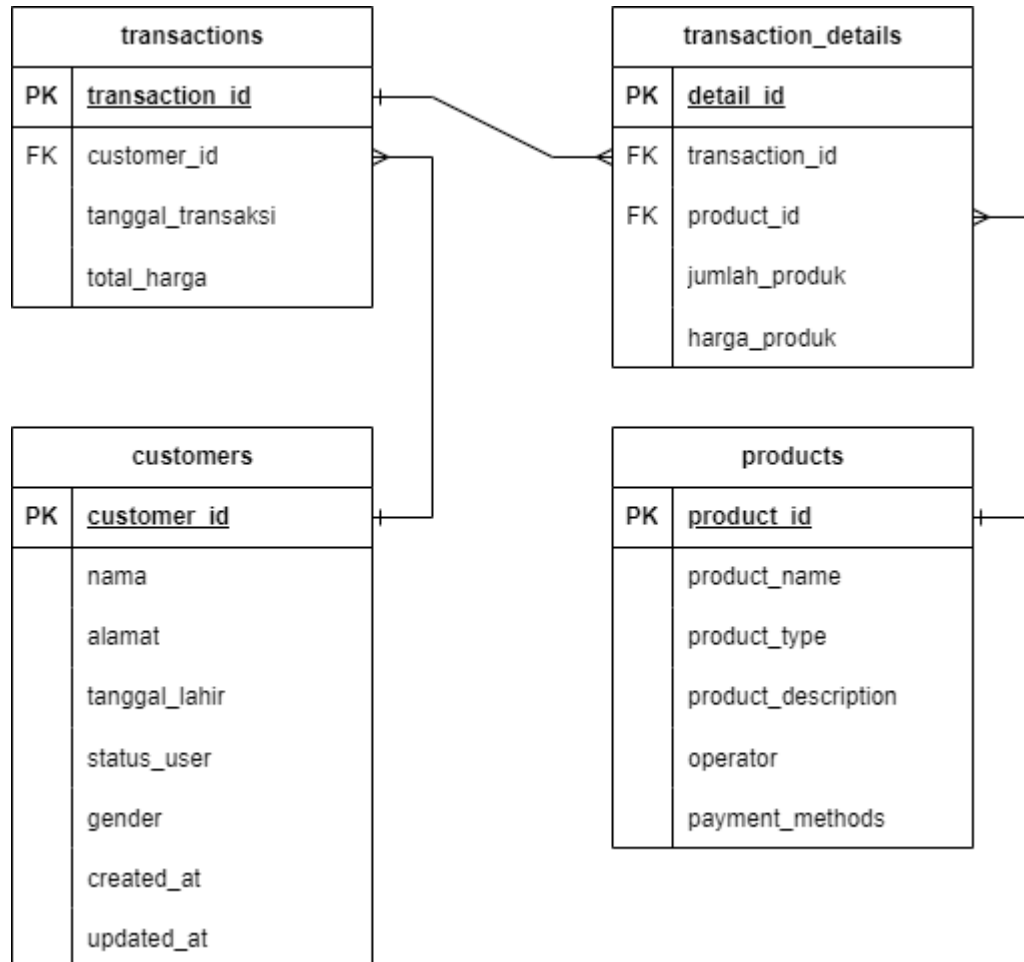 transactions
PK transaction_id
FK customer_id
tanggal_transaksi
total_harga
transaction_details
PK detail_id
FK transaction_id
FK product_id
jumlah_produk
harga_produk
customers
PK customer_id
nama
alamat
tanggal_lahir
status_user
gender
created_at
updated_at
products
PK product_id
product_name
product_type
product_description
operator
payment_methods